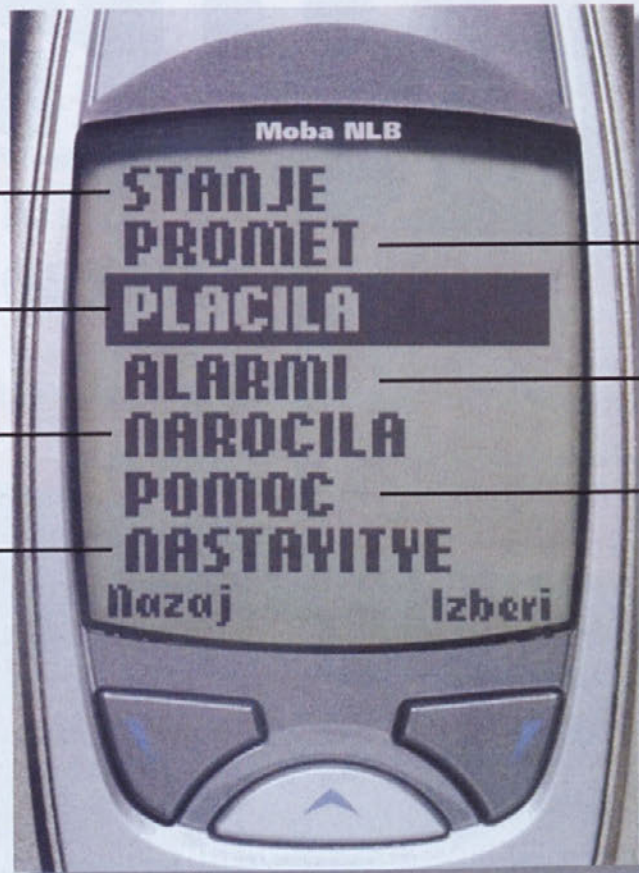 Moba NLB
STANJE
PROMET
PLACILA
ALARMI
NAROCILA
POMOC
NASTAVITVE
Nazaj Izberi